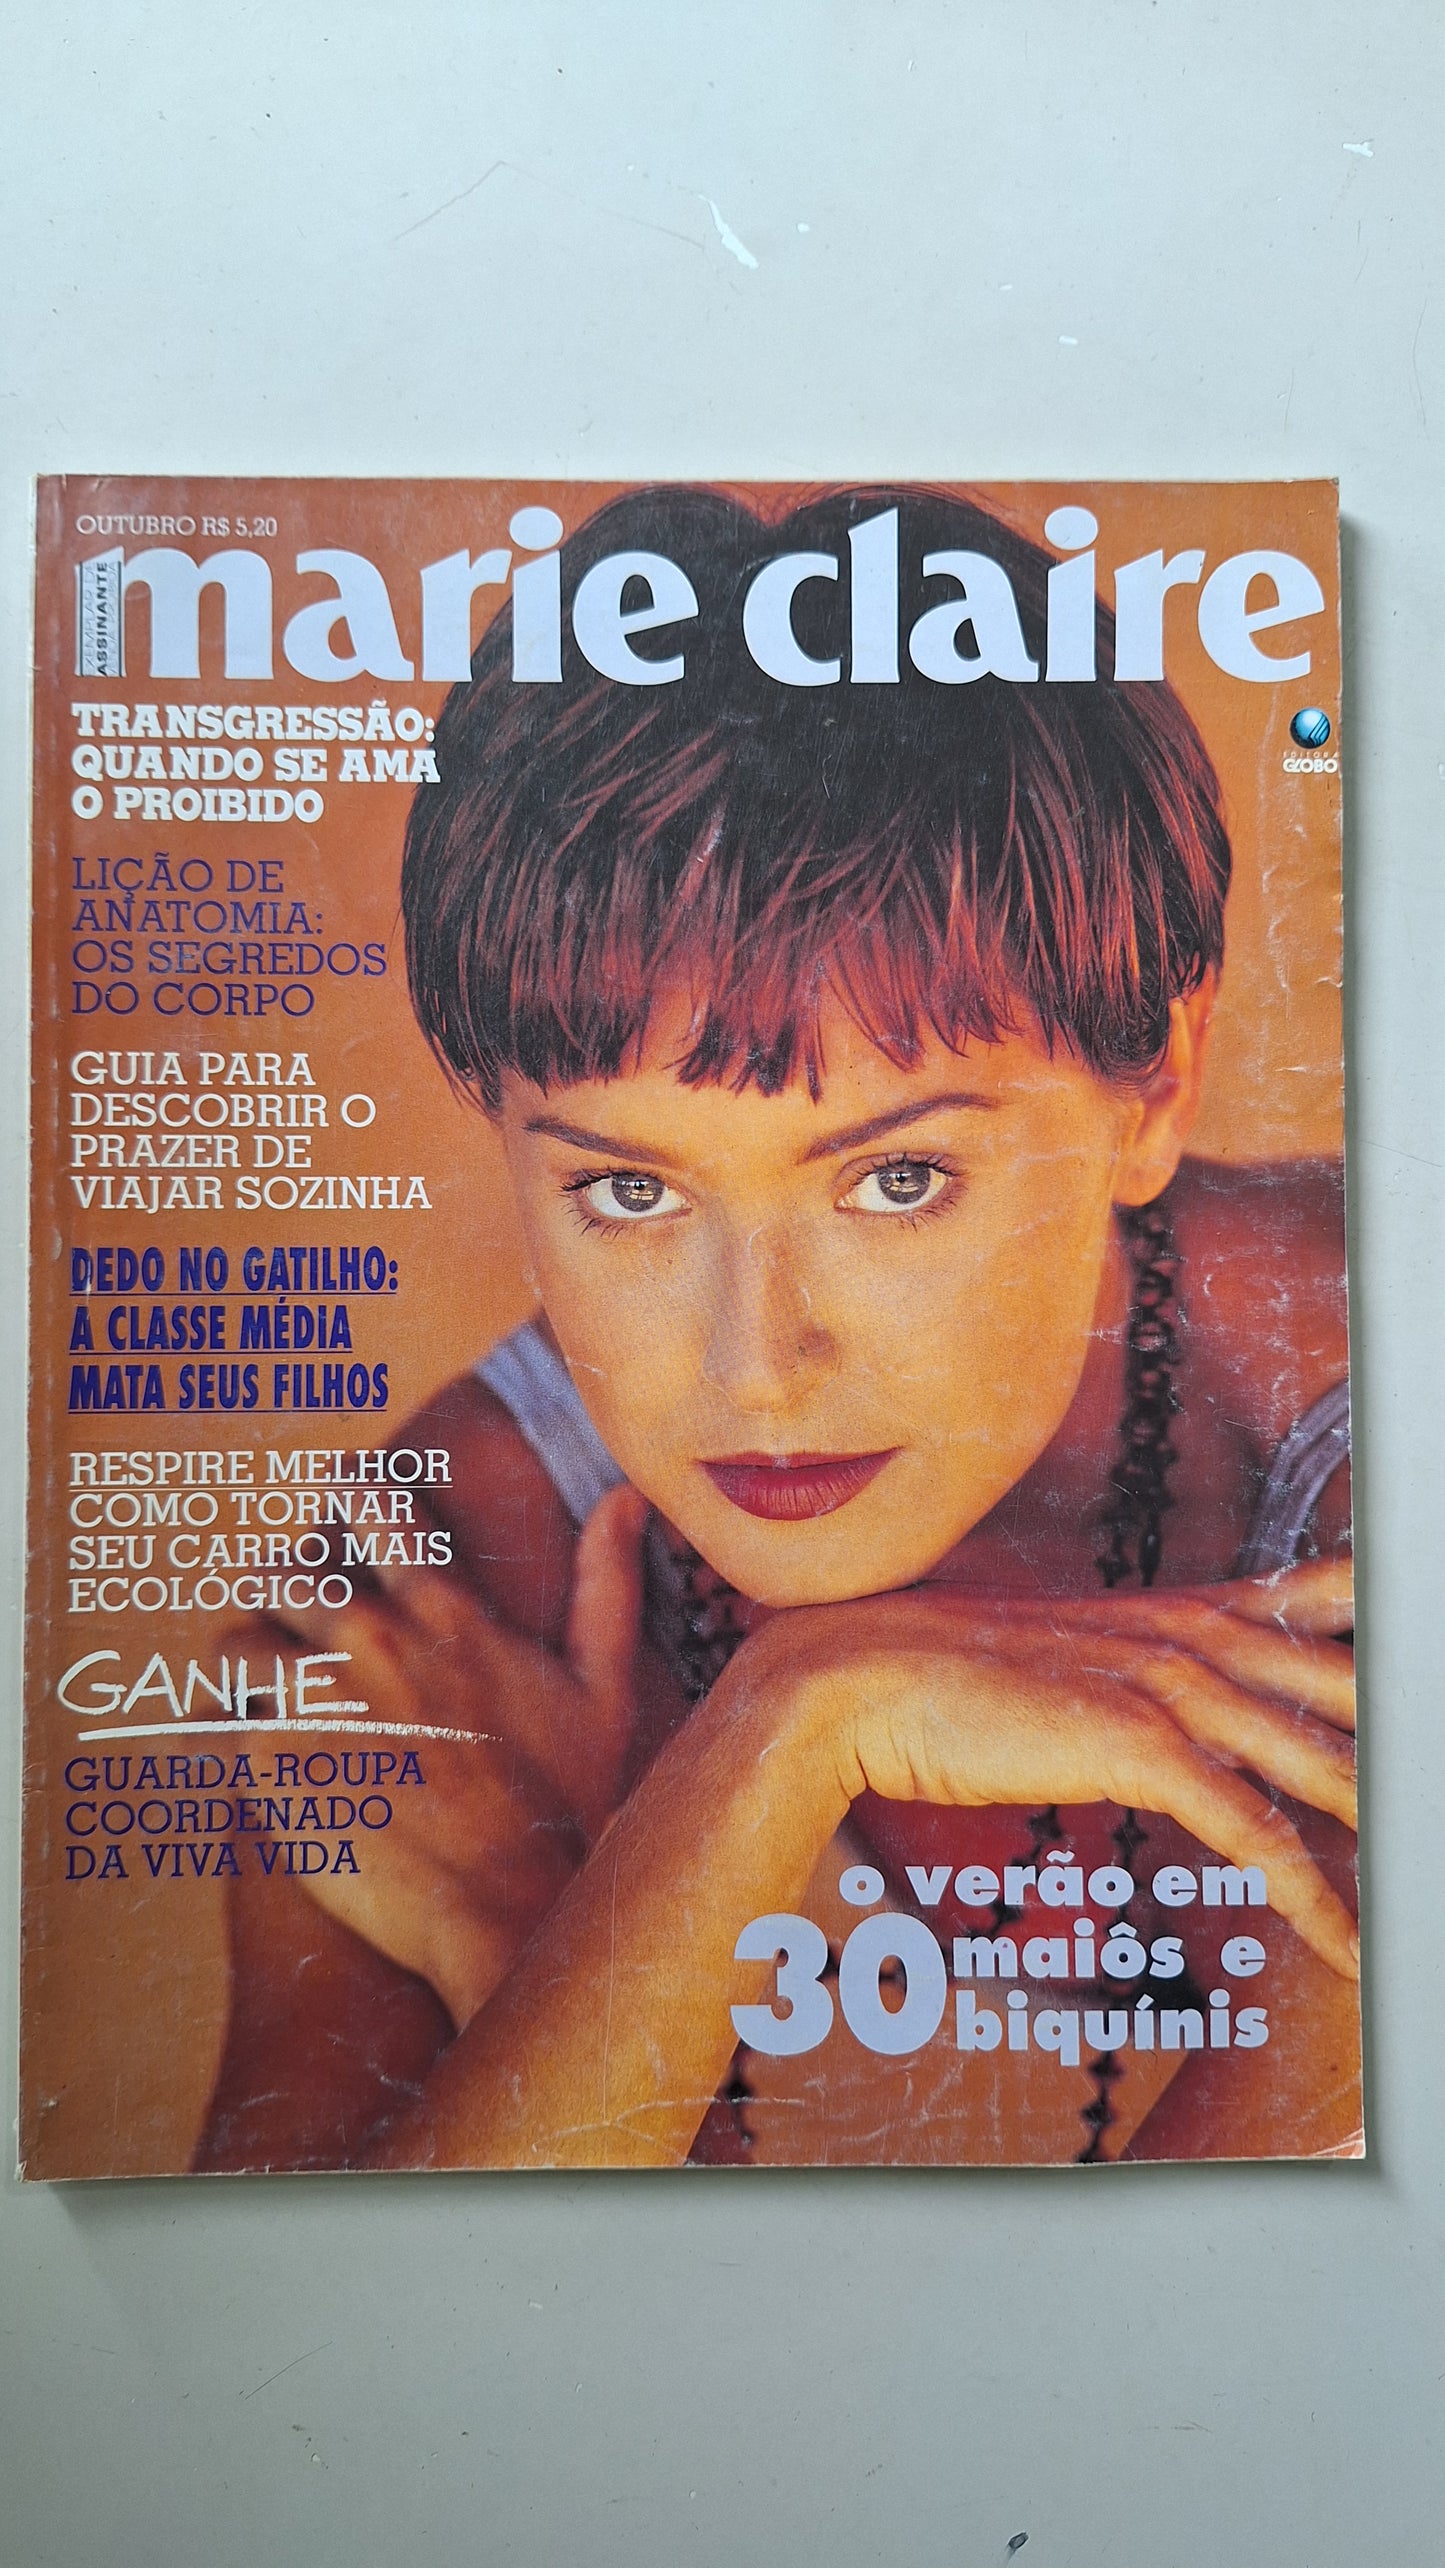 OUTUBRO R$ 5,20
marie claire
EXEMPLAR DE
ASSINANTE
EDITORA
GLOBO
TRANSGRESSÃO:
QUANDO SE AMA
O PROIBIDO
LIÇÃO DE
ANATOMIA:
OS SEGREDOS
DO CORPO
GUIA PARA
DESCOBRIR O
PRAZER DE
VIAJAR SOZINHA
DEDO NO GATILHO:
A CLASSE MÉDIA
MATA SEUS FILHOS
RESPIRE MELHOR
COMO TORNAR
SEU CARRO MAIS
ECOLÓGICO
GANHE
GUARDA-ROUPA
COORDENADO
DA VIVA VIDA
o verão em
30 maiôs e
biquínis